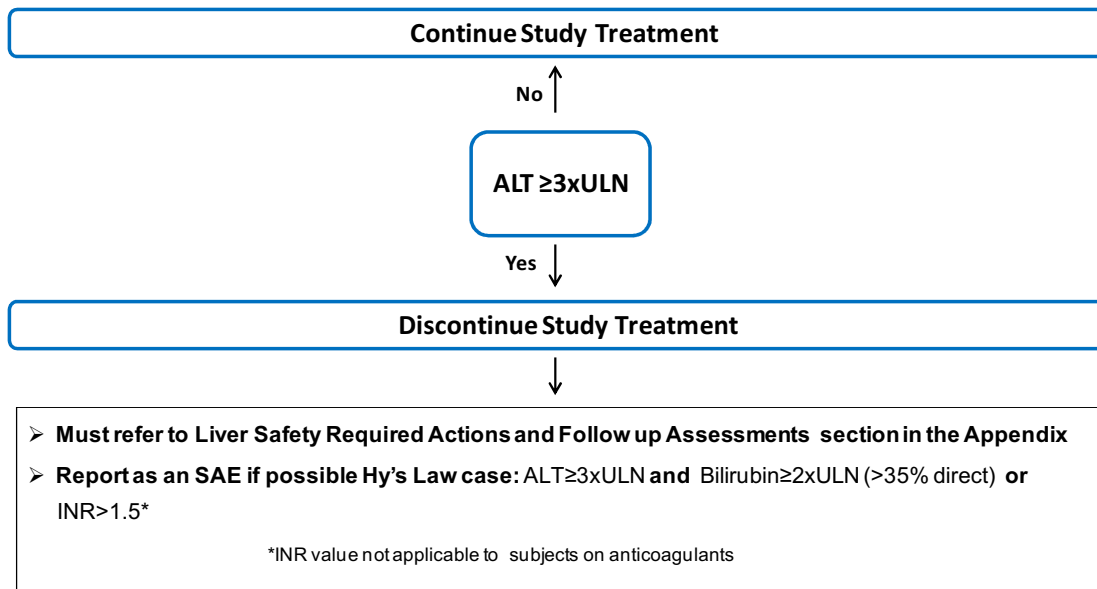 Continue Study Treatment
No
ALT ≥3xULN
Yes
Discontinue Study Treatment
➢ Must refer to Liver Safety Required Actions and Follow up Assessments section in the Appendix
➢ Report as an SAE if possible Hy's Law case: ALT≥3xULN and Bilirubin≥2xULN (>35% direct) or
INR>1.5*
*INR value not applicable to subjects on anticoagulants